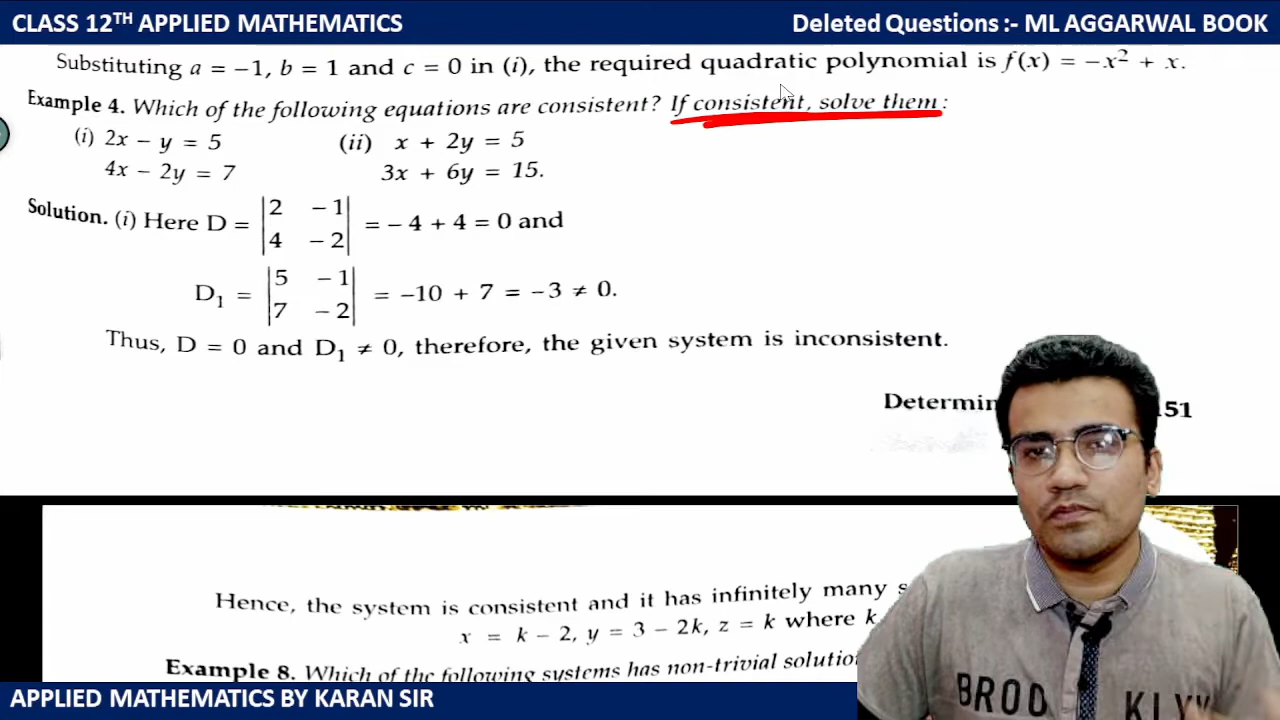 CLASS 12TH APPLIED MATHEMATICS
Deleted Questions :- ML AGGARWAL BOOK
Substituting a = −1, b = 1 and c = 0 in (i), the required quadratic polynomial is f(x) = −x² + x.
Example 4. Which of the following equations are consistent? If consistent, solve them:
(i) 2x − y = 5 (ii) x + 2y = 5
4x − 2y = 7 3x + 6y = 15.
Solution. (i) Here D = |2 −1| = − 4 + 4 = 0 and
|4 −2|
D₁ = |5 −1| = −10 + 7 = −3 ≠ 0.
|7 −2|
Thus, D = 0 and D₁ ≠ 0, therefore, the given system is inconsistent.
51
Hence, the system is consistent and it has infinitely many
x = k − 2, y = 3 − 2k, z = k where k
Example 8. Which of the following systems has non-trivial
BROO KLY
APPLIED MATHEMATICS BY KARAN SIR